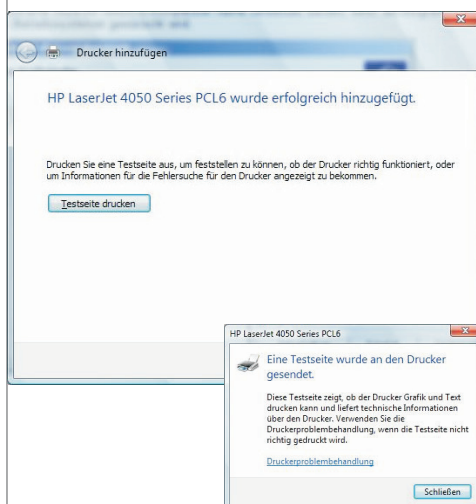 Drucker hinzufügen
HP LaserJet 4050 Series PCL6 wurde erfolgreich hinzugefügt.
Drucken Sie eine Testseite aus, um feststellen zu können, ob der Drucker richtig funktioniert, oder
um Informationen für die Fehlersuche für den Drucker angezeigt zu bekommen.
Testseite drucken
HP LaserJet 4050 Series PCL6
Eine Testseite wurde an den Drucker
gesendet.
Diese Testseite zeigt, ob der Drucker Grafik und Text
drucken kann und liefert technische Informationen
über den Drucker. Verwenden Sie die
Druckerproblembehandlung, wenn die Testseite nicht
richtig gedruckt wird.
Druckerproblembehandlung
Schließen